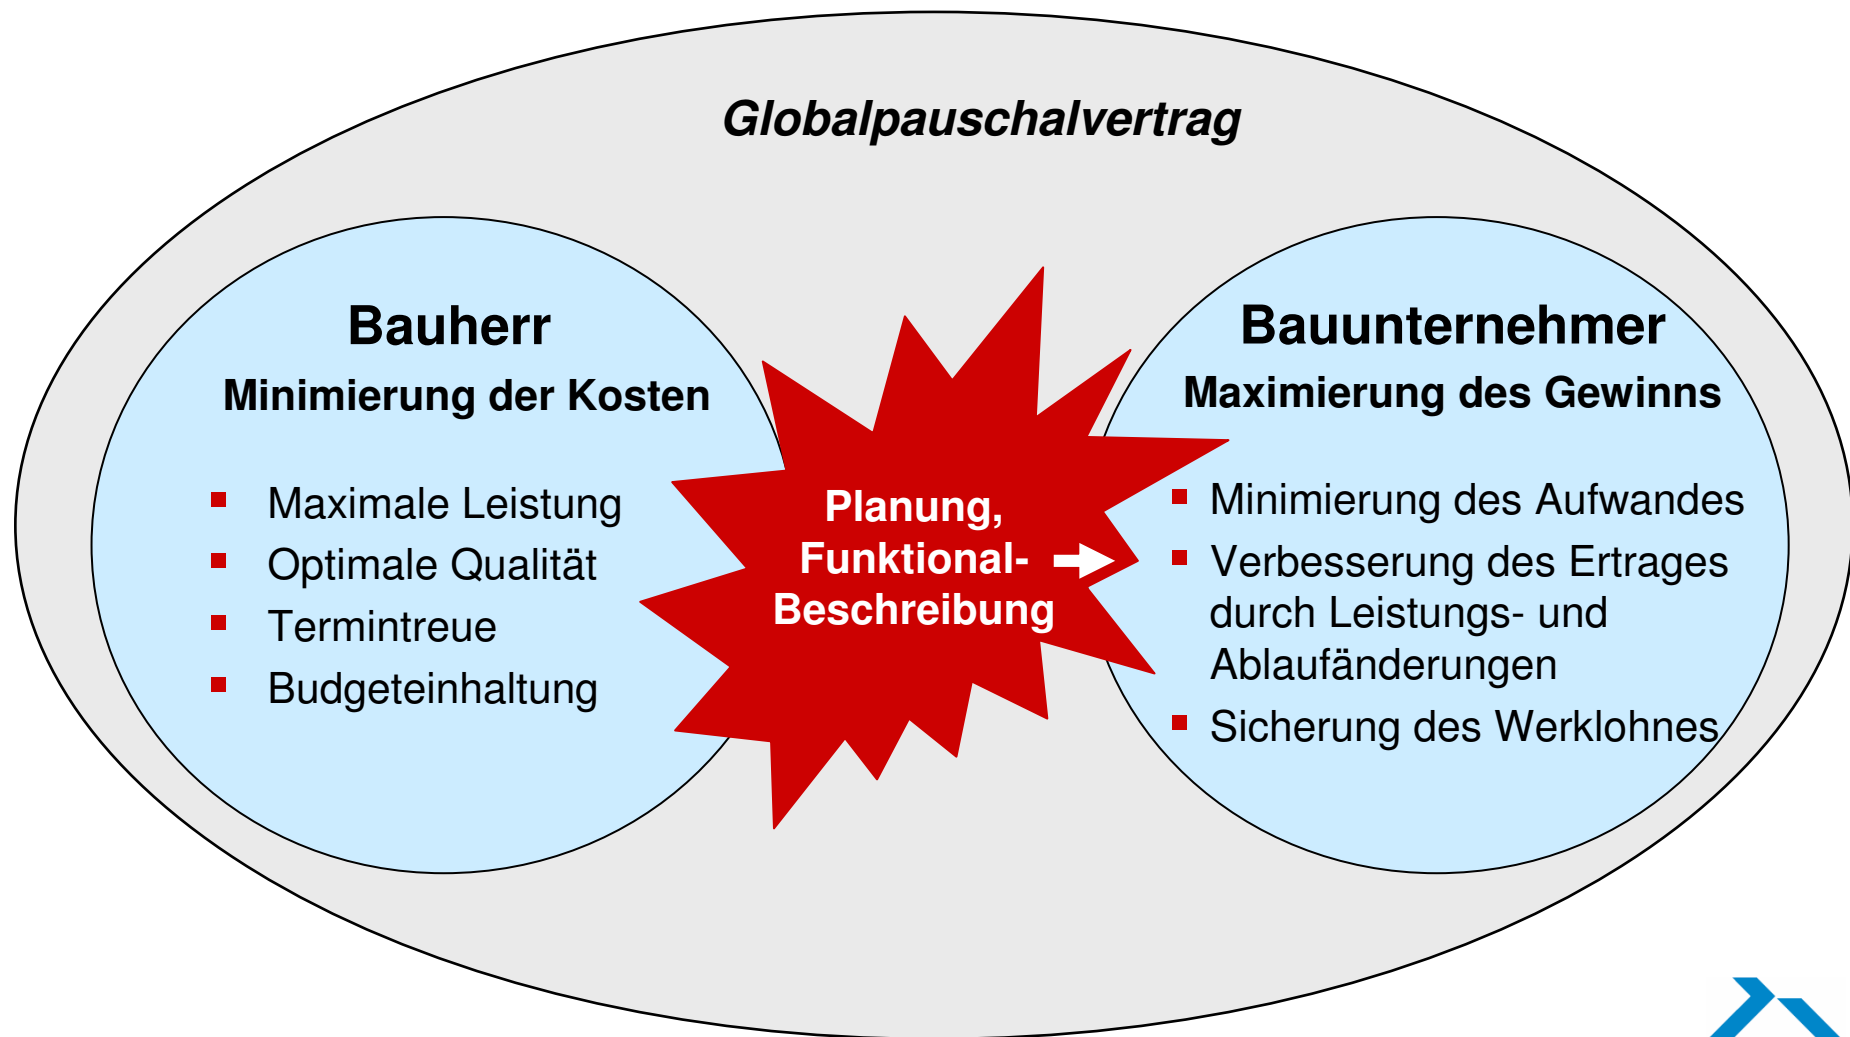 Globalpauschalvertrag
Bauherr
Minimierung der Kosten
Maximale Leistung
Optimale Qualität
Termintreue
Budgeteinhaltung
Planung,
Funktional-
Beschreibung
Bauunternehmer
Maximierung des Gewinns
Minimierung des Aufwandes
Verbesserung des Ertrages
durch Leistungs- und
Ablaufänderungen
Sicherung des Werklohnes